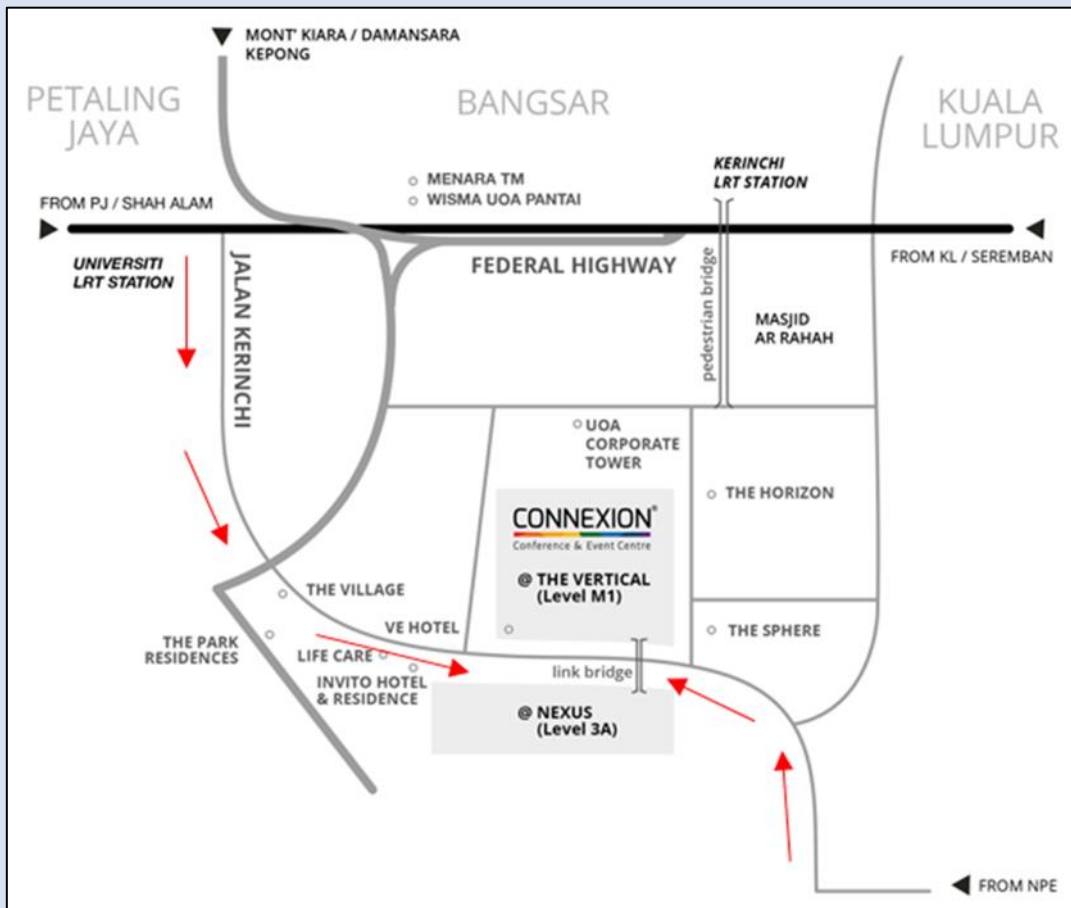 MONT' KIARA / DAMANSARA
KEPONG
PETALING
JAYA
BANGSAR
KUALA
LUMPUR
KERINCHI
LRT STATION
MENARA TM
WISMA UOA PANTAI
FROM PJ / SHAH ALAM
FROM KL / SEREMBAN
UNIVERSITI
LRT STATION
FEDERAL HIGHWAY
JALAN KERINCHI
pedestrian bridge
MASJID
AR RAHAH
UOA
CORPORATE
TOWER
THE HORIZON
CONNEXION®
Conference & Event Centre
@ THE VERTICAL
(Level M1)
THE VILLAGE
VE HOTEL
THE SPHERE
THE PARK
RESIDENCES
LIFE CARE
INVITO HOTEL
& RESIDENCE
link bridge
@ NEXUS
(Level 3A)
FROM NPE